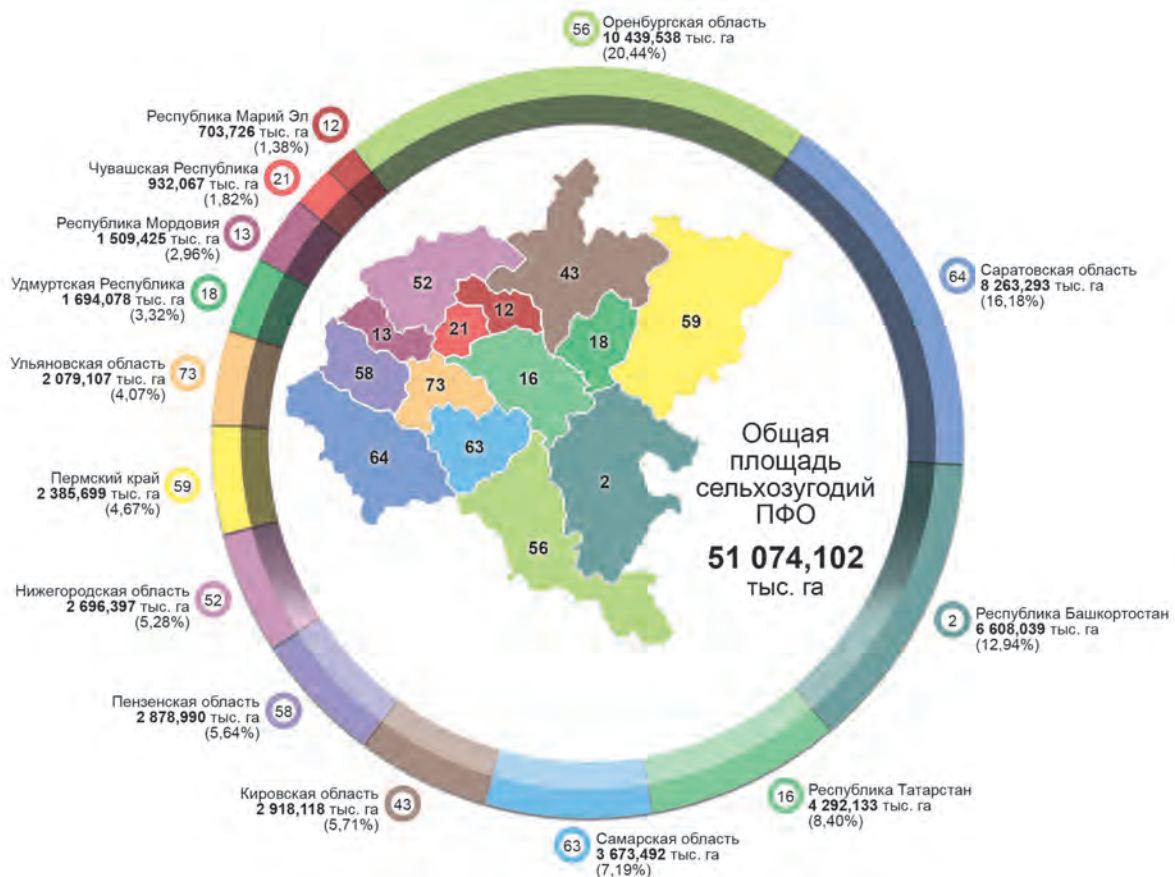 56
Оренбургская область
10 439,538 тыс. га
(20,44%)
Республика Марий Эл
703,726 тыс. га
(1,38%)
12
Чувашская Республика
932,067 тыс. га
(1,82%)
21
Республика Мордовия
1 509,425 тыс. га
(2,96%)
13
Удмуртская Республика
1 694,078 тыс. га
(3,32%)
18
Ульяновская область
2 079,107 тыс. га
(4,07%)
73
Пермский край
2 385,699 тыс. га
(4,67%)
59
Нижегородская область
2 696,397 тыс. га
(5,28%)
52
Пензенская область
2 878,990 тыс. га
(5,64%)
58
Кировская область
2 918,118 тыс. га
(5,71%)
43
63
Самарская область
3 673,492 тыс. га
(7,19%)
16
Республика Татарстан
4 292,133 тыс. га
(8,40%)
2
Республика Башкортостан
6 608,039 тыс. га
(12,94%)
64
Саратовская область
8 263,293 тыс. га
(16,18%)
43
52
12
59
21
13
18
58
73
16
63
64
2
56
Общая
площадь
сельхозугодий
ПФО
51 074,102
тыс. га